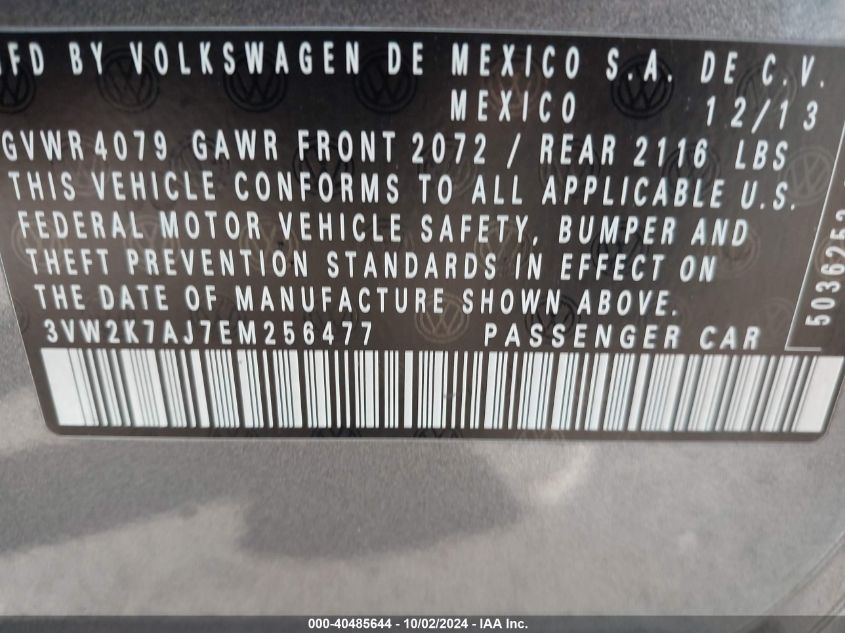 MFD BY VOLKSWAGEN DE MEXICO S.A. DE C.V.
MEXICO 12/13
GVWR 4079 GAWR FRONT 2072 / REAR 2116 LBS
THIS VEHICLE CONFORMS TO ALL APPLICABLE U.S.
FEDERAL MOTOR VEHICLE SAFETY, BUMPER AND
THEFT PREVENTION STANDARDS IN EFFECT ON
THE DATE OF MANUFACTURE SHOWN ABOVE.
3VW2K7AJ7EM256477 PASSENGER CAR
5036252
000-40485644 - 10/02/2024 - IAA Inc.